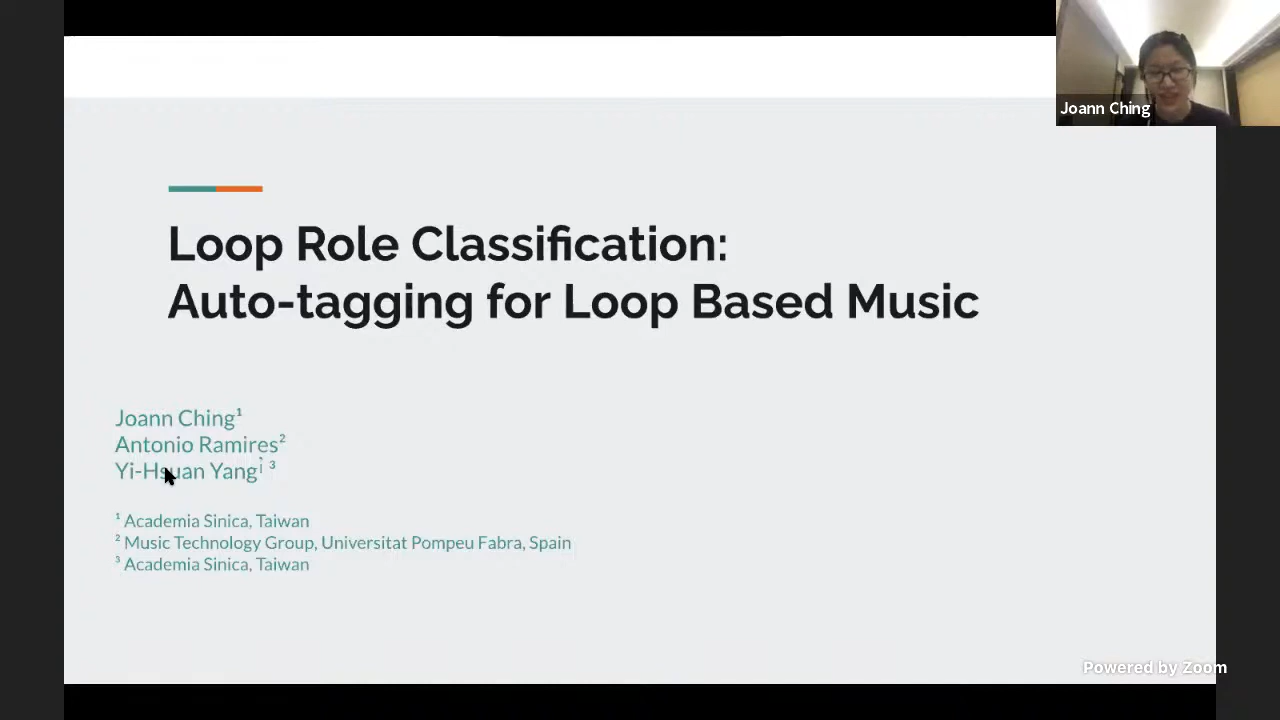 Joann Ching
Loop Role Classification:
Auto-tagging for Loop Based Music
Joann Ching¹
Antonio Ramires²
Yi-Hsuan Yang¹ ³
¹ Academia Sinica, Taiwan
² Music Technology Group, Universitat Pompeu Fabra, Spain
³ Academia Sinica, Taiwan
Powered by Zoom